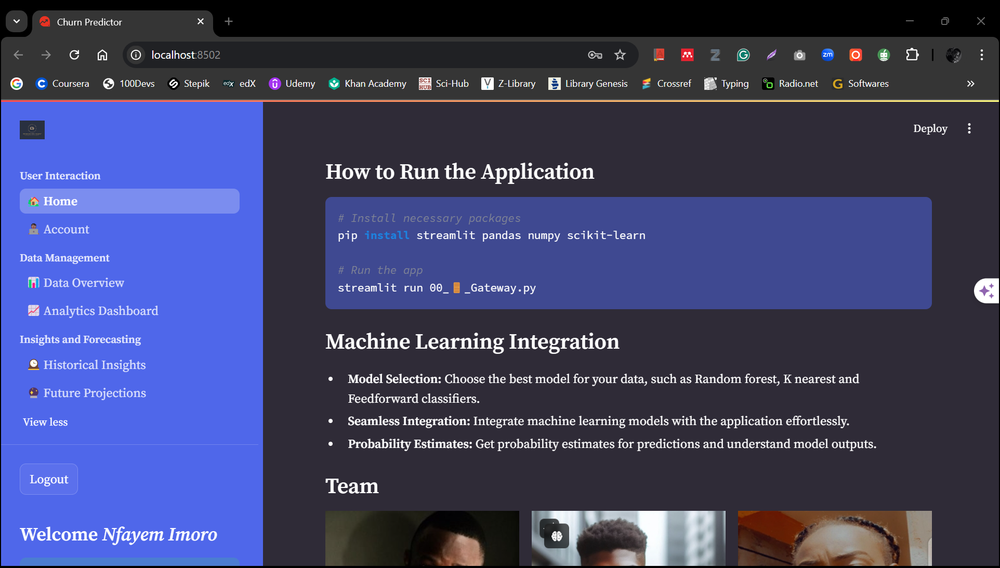 Churn Predictor
localhost:8502
zm
Coursera
100Devs
Stepik
edX
edX
Udemy
Khan Academy
SCI
HUB
Sci-Hub
Z-Library
Library Genesis
Crossref
Typing
Radio.net
Softwares
Deploy
User Interaction
Home
Account
Data Management
Data Overview
Analytics Dashboard
Insights and Forecasting
Historical Insights
Future Projections
View less
Logout
Welcome Nfayem Imoro
How to Run the Application
# Install necessary packages
pip install streamlit pandas numpy scikit-learn
# Run the app
streamlit run 00_🚪_Gateway.py
Machine Learning Integration
• Model Selection: Choose the best model for your data, such as Random forest, K nearest and
Feedforward classifiers.
• Seamless Integration: Integrate machine learning models with the application effortlessly.
• Probability Estimates: Get probability estimates for predictions and understand model outputs.
Team